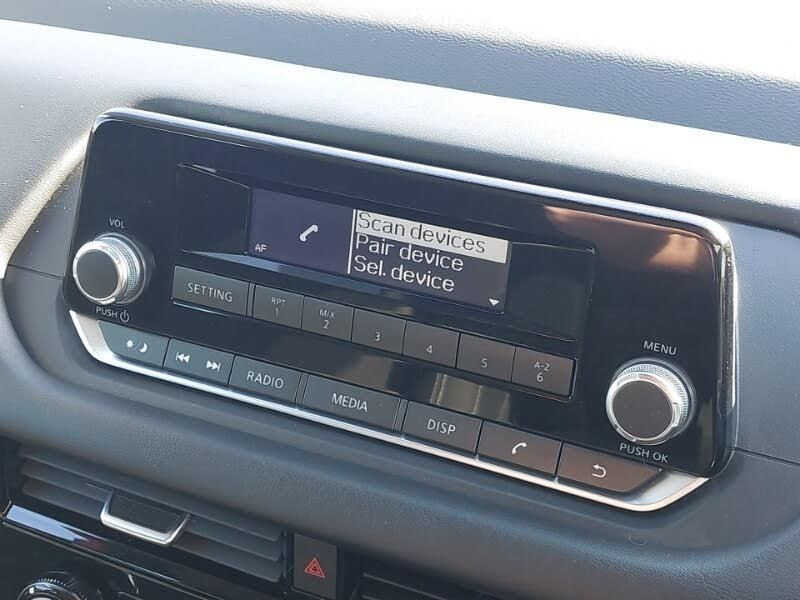 VOL
PUSH
AF
Scan devices
Pair device
Sel. device
SETTING
RPT
1
MIX
2
3
4
5
A-Z
6
RADIO
MEDIA
DISP
MENU
PUSH OK